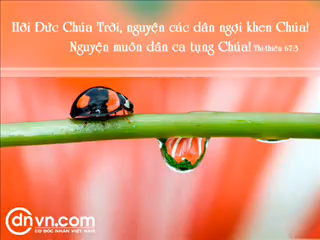 Hỡi Đức Chúa Trời, nguyện các dân ngợi khen Chúa!
Nguyện muôn dân ca tụng Chúa! Thi-thiên 67:3
cdnvn.com
CƠ ĐỐC NHÂN VIỆT NAM